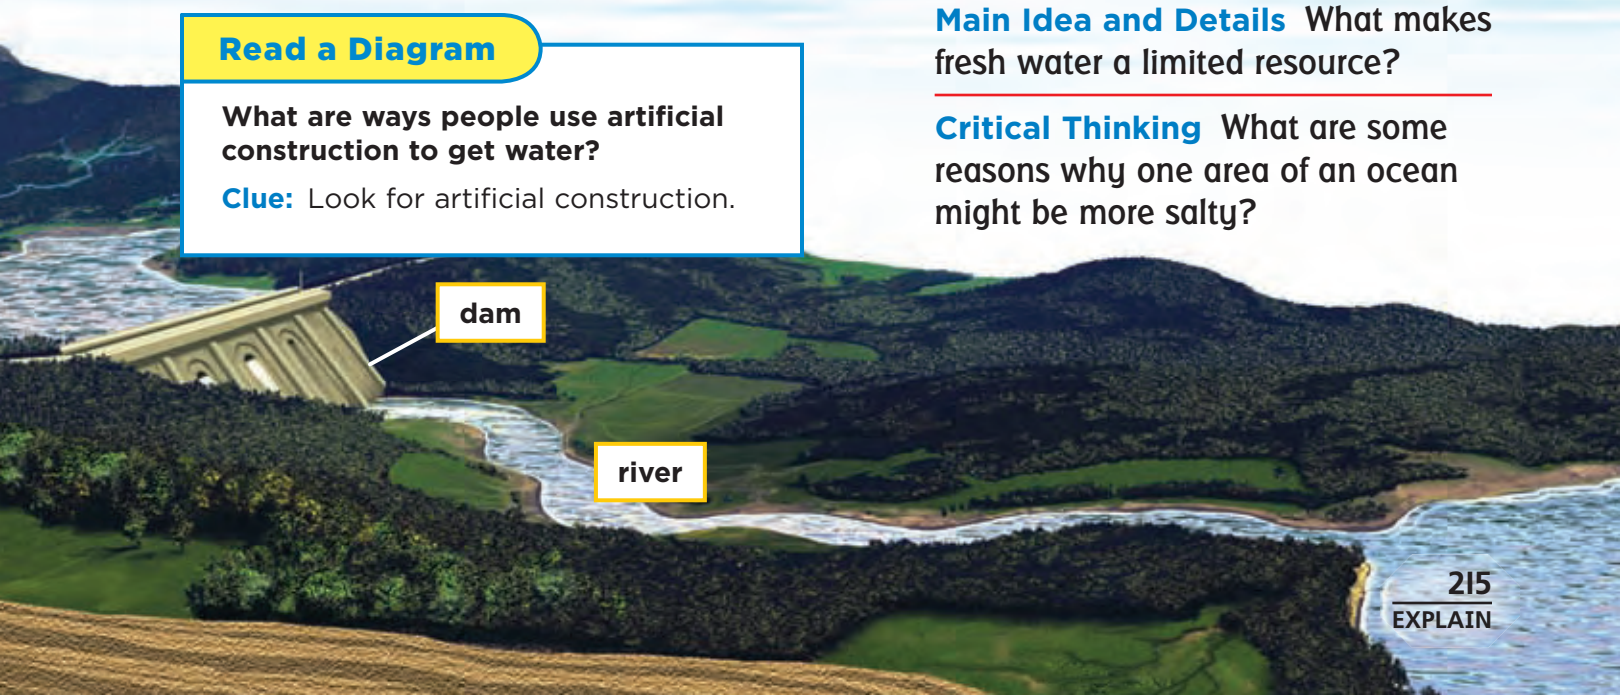 Read a Diagram
What are ways people use artificial
construction to get water?
Clue: Look for artificial construction.
Main Idea and Details What makes
fresh water a limited resource?
Critical Thinking What are some
reasons why one area of an ocean
might be more salty?
dam
river
215
EXPLAIN